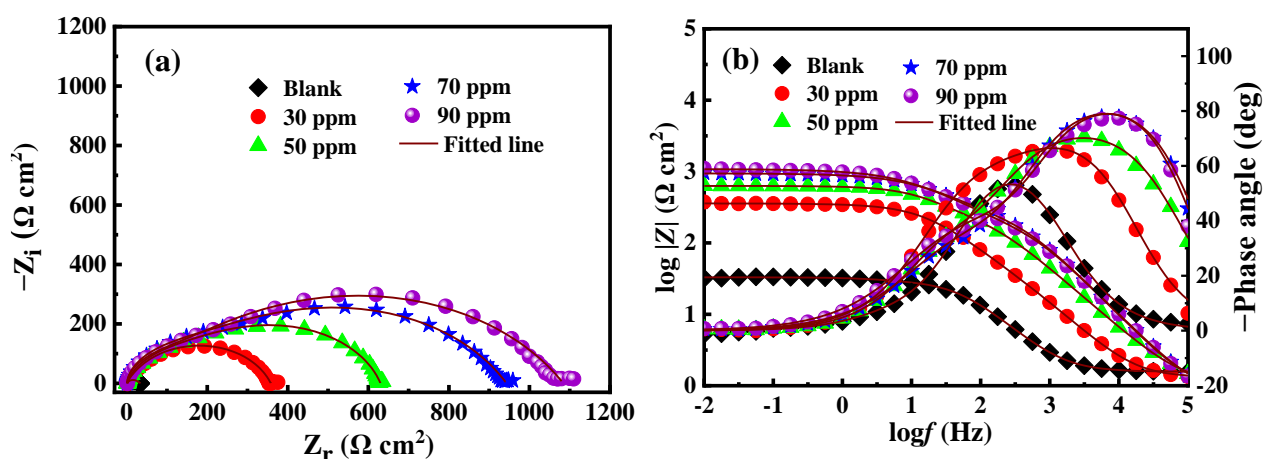 (a)
Blank
30 ppm
50 ppm
70 ppm
90 ppm
Fitted line
1200
1000
800
600
400
200
0
0 200 400 600 800 1000 1200
−Zi (Ω cm²)
Zr (Ω cm²)
(b)
Blank
30 ppm
50 ppm
70 ppm
90 ppm
Fitted line
5
4
3
2
1
0
-2 -1 0 1 2 3 4 5
100
80
60
40
20
0
-20
log |Z| (Ω cm²)
logf (Hz)
−Phase angle (deg)